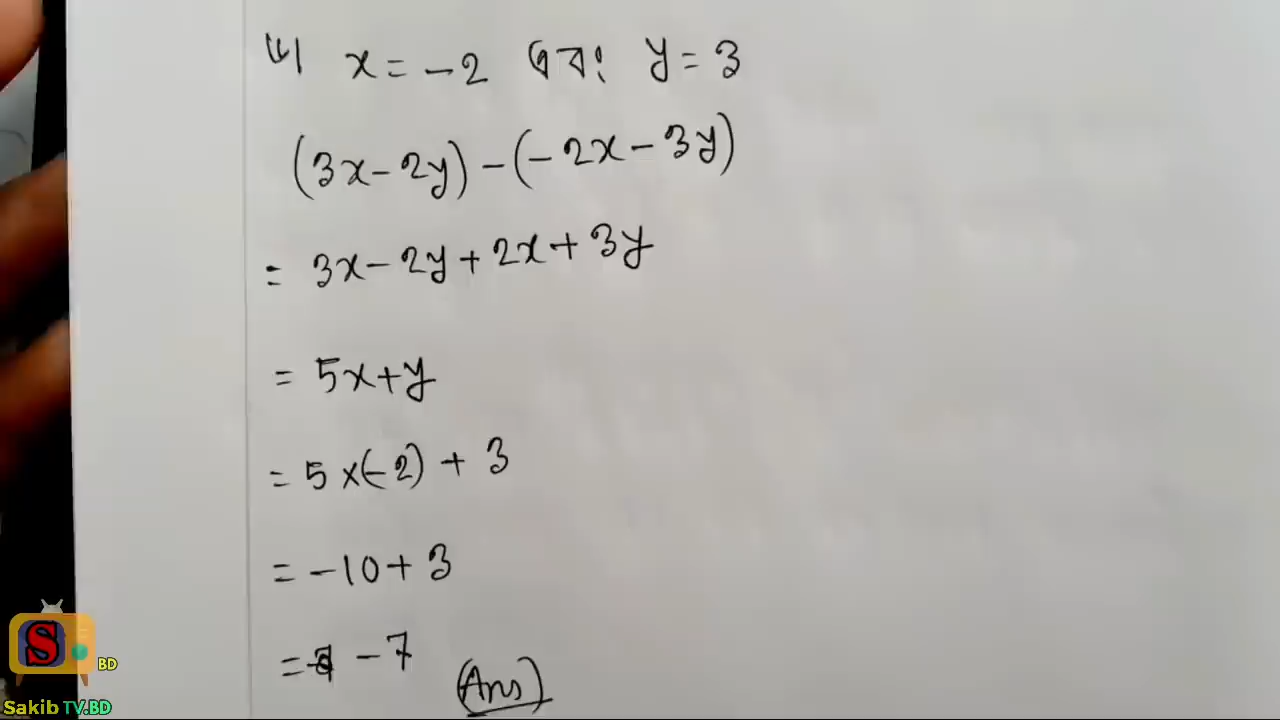 x = -2 এবং y = 3
(3x - 2y) - (-2x - 3y)
= 3x - 2y + 2x + 3y
= 5x + y
= 5 x (-2) + 3
= -10 + 3
= -7
(Ans)
S BD
Sakib TV.BD